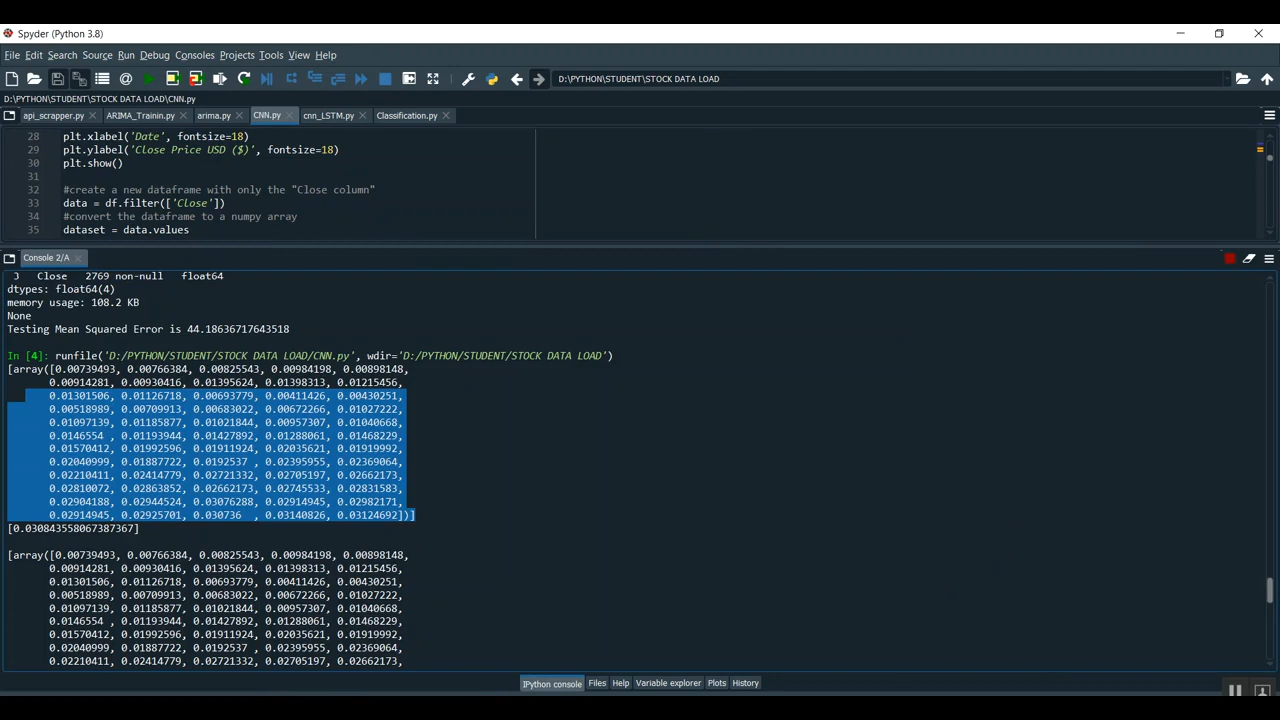 Spyder (Python 3.8)
File Edit Search Source Run Debug Consoles Projects Tools View Help
D:\PYTHON\STUDENT\STOCK DATA LOAD
D:\PYTHON\STUDENT\STOCK DATA LOAD\CNN.py
api_scrapper.py ARIMA_Trainin.py arima.py CNN.py cnn_LSTM.py Classification.py
28 plt.xlabel('Date', fontsize=18)
29 plt.ylabel('Close Price USD ($)', fontsize=18)
30 plt.show()
31
32 #create a new dataframe with only the "Close column"
33 data = df.filter(['Close'])
34 #convert the dataframe to a numpy array
35 dataset = data.values
Console 2/A
3 Close 2769 non-null float64
dtypes: float64(4)
memory usage: 108.2 KB
None
Testing Mean Squared Error is 44.18636717643518
In [4]: runfile('D:/PYTHON/STUDENT/STOCK DATA LOAD/CNN.py', wdir='D:/PYTHON/STUDENT/STOCK DATA LOAD')
[array([0.00739493, 0.00766384, 0.00825543, 0.00984198, 0.00898148,
0.00914281, 0.00930416, 0.01395624, 0.01398313, 0.01215456,
0.01301506, 0.01126718, 0.00693779, 0.00411426, 0.00430251,
0.00518989, 0.00709913, 0.00683022, 0.00672266, 0.01027222,
0.01097139, 0.01185877, 0.01021844, 0.00957307, 0.01040668,
0.0146554 , 0.01193944, 0.01427892, 0.01288061, 0.01468229,
0.01570412, 0.01992596, 0.01911924, 0.02035621, 0.01919992,
0.02040999, 0.01887722, 0.0192537 , 0.02395955, 0.02369064,
0.02210411, 0.02414779, 0.02721332, 0.02705197, 0.02662173,
0.02810072, 0.02863852, 0.02662173, 0.02745533, 0.02831583,
0.02904188, 0.02944524, 0.03076288, 0.02914945, 0.02982171,
0.02914945, 0.02925701, 0.030736 , 0.03140826, 0.03124692])]
[0.030843558067387367]
[array([0.00739493, 0.00766384, 0.00825543, 0.00984198, 0.00898148,
0.00914281, 0.00930416, 0.01395624, 0.01398313, 0.01215456,
0.01301506, 0.01126718, 0.00693779, 0.00411426, 0.00430251,
0.00518989, 0.00709913, 0.00683022, 0.00672266, 0.01027222,
0.01097139, 0.01185877, 0.01021844, 0.00957307, 0.01040668,
0.0146554 , 0.01193944, 0.01427892, 0.01288061, 0.01468229,
0.01570412, 0.01992596, 0.01911924, 0.02035621, 0.01919992,
0.02040999, 0.01887722, 0.0192537 , 0.02395955, 0.02369064,
0.02210411, 0.02414779, 0.02721332, 0.02705197, 0.02662173,
IPython console Files Help Variable explorer Plots History